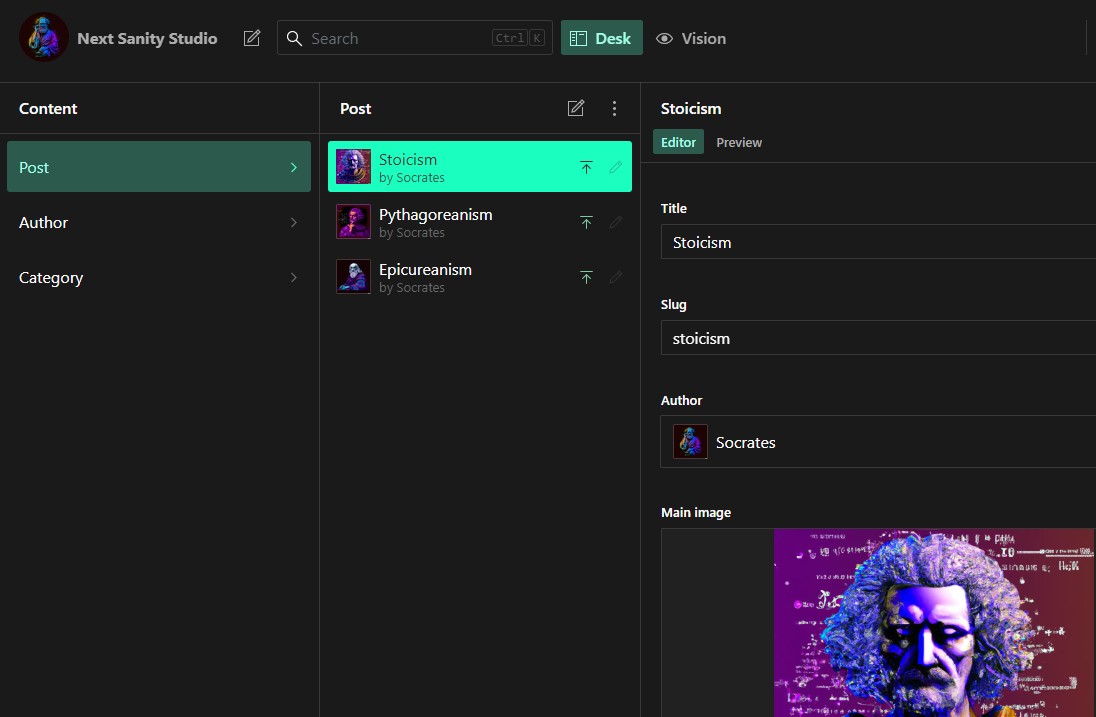 Next Sanity Studio
Search
Ctrl K
Desk
Vision
Content
Post
Author
Category
Post
Stoicism
by Socrates
Pythagoreanism
by Socrates
Epicureanism
by Socrates
Stoicism
Editor
Preview
Title
Stoicism
Slug
stoicism
Author
Socrates
Main image